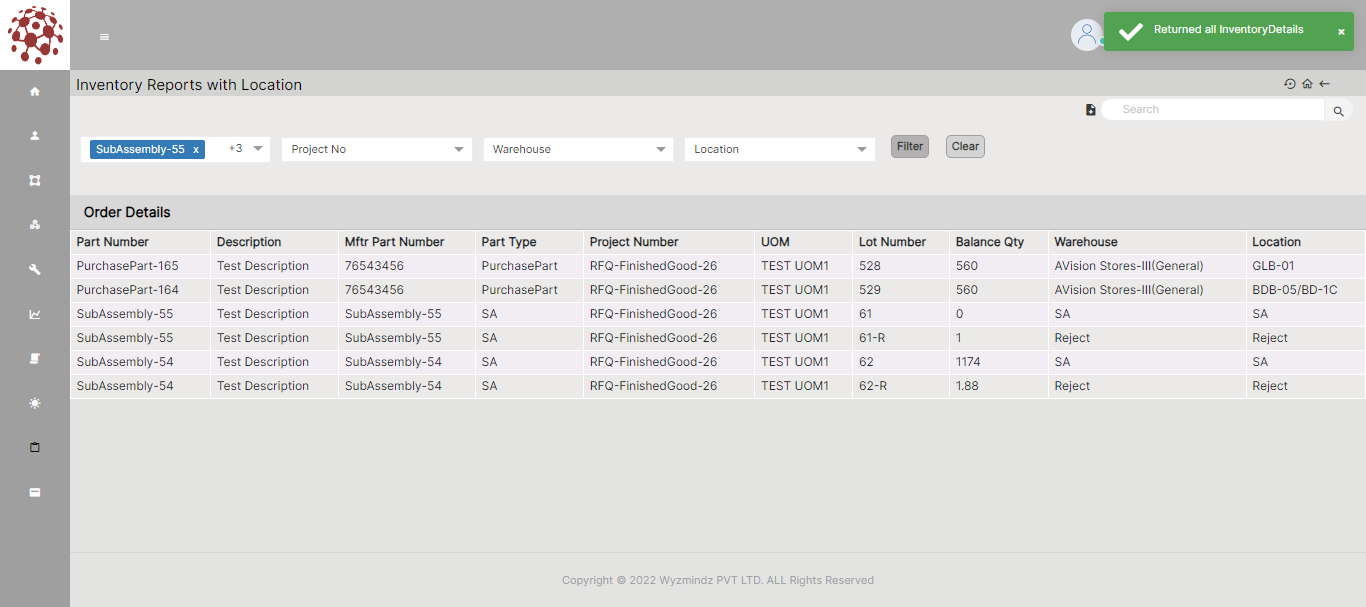 Returned all InventoryDetails ×
Inventory Reports with Location
Search
SubAssembly-55 x +3 Project No Warehouse Location Filter Clear
Order Details
Part Number Description Mftr Part Number Part Type Project Number UOM Lot Number Balance Qty Warehouse Location
PurchasePart-165 Test Description 76543456 PurchasePart RFQ-FinishedGood-26 TEST UOM1 528 560 AVision Stores-III(General) GLB-01
PurchasePart-164 Test Description 76543456 PurchasePart RFQ-FinishedGood-26 TEST UOM1 529 560 AVision Stores-III(General) BDB-05/BD-1C
SubAssembly-55 Test Description SubAssembly-55 SA RFQ-FinishedGood-26 TEST UOM1 61 0 SA SA
SubAssembly-55 Test Description SubAssembly-55 SA RFQ-FinishedGood-26 TEST UOM1 61-R 1 Reject Reject
SubAssembly-54 Test Description SubAssembly-54 SA RFQ-FinishedGood-26 TEST UOM1 62 1174 SA SA
SubAssembly-54 Test Description SubAssembly-54 SA RFQ-FinishedGood-26 TEST UOM1 62-R 1.88 Reject Reject
Copyright © 2022 Wyzmindz PVT LTD. ALL Rights Reserved